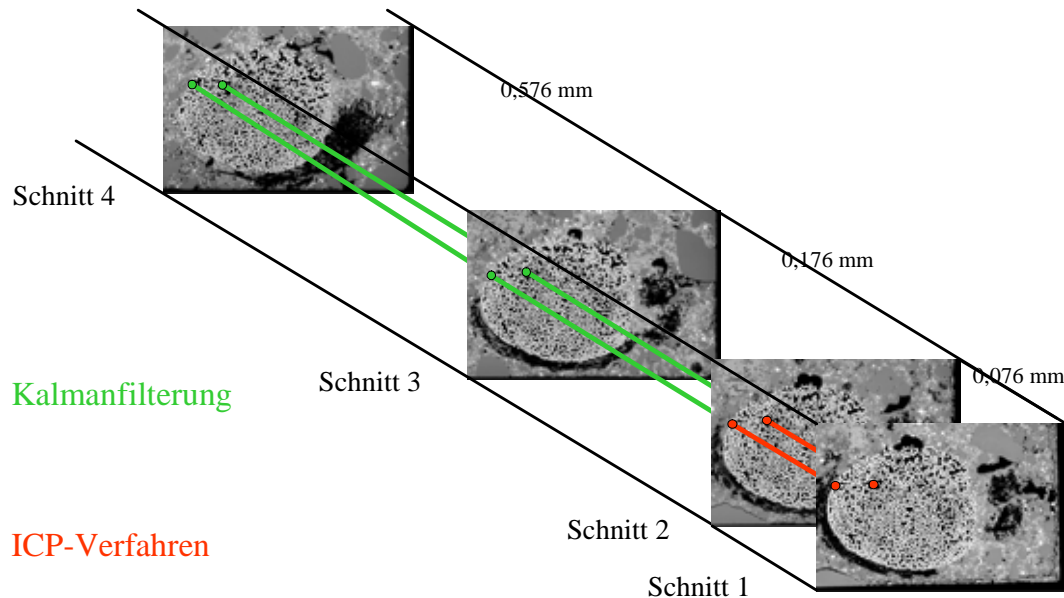 0,576 mm
Schnitt 4
0,176 mm
Schnitt 3
0,076 mm
Kalmanfilterung
Schnitt 2
ICP-Verfahren
Schnitt 1